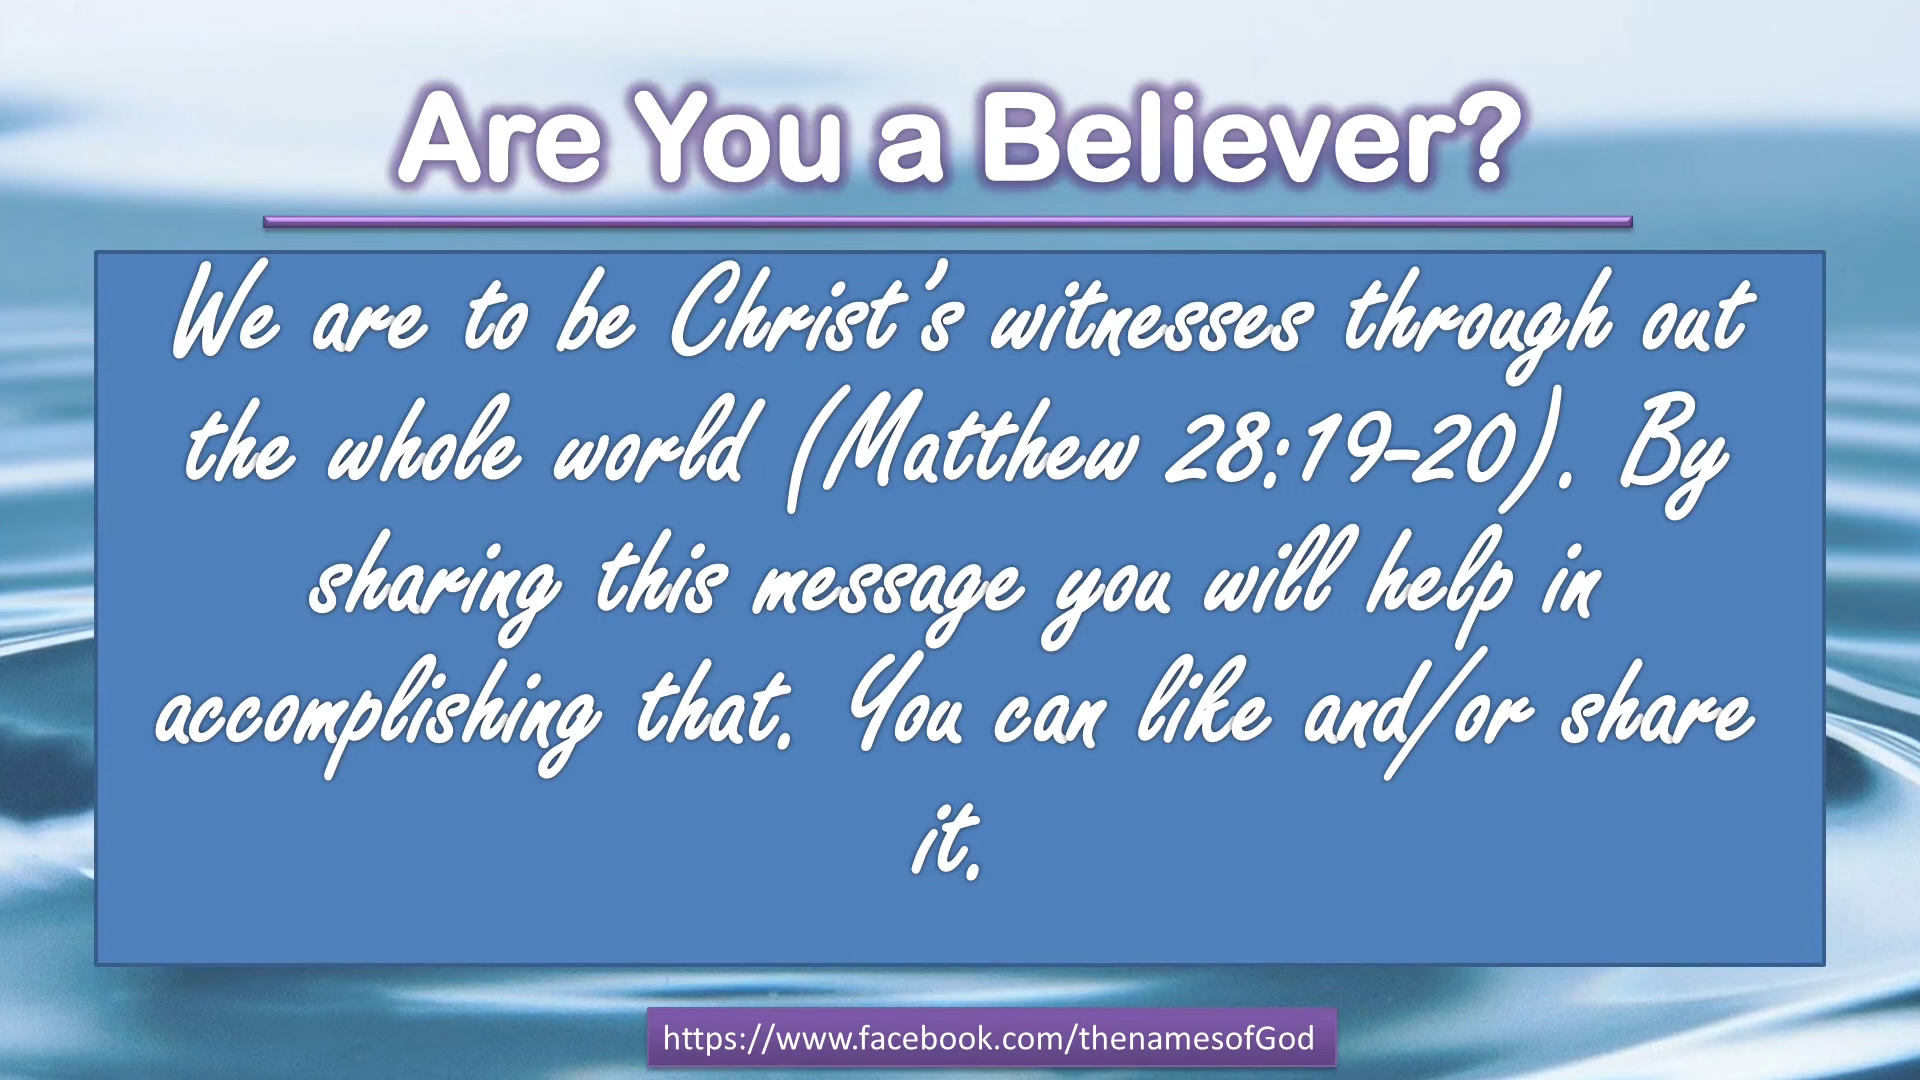 Are You a Believer?
We are to be Christ's witnesses through out
the whole world (Matthew 28:19-20). By
sharing this message you will help in
accomplishing that. You can like and/or share
it.
https://www.facebook.com/thenamesofGod